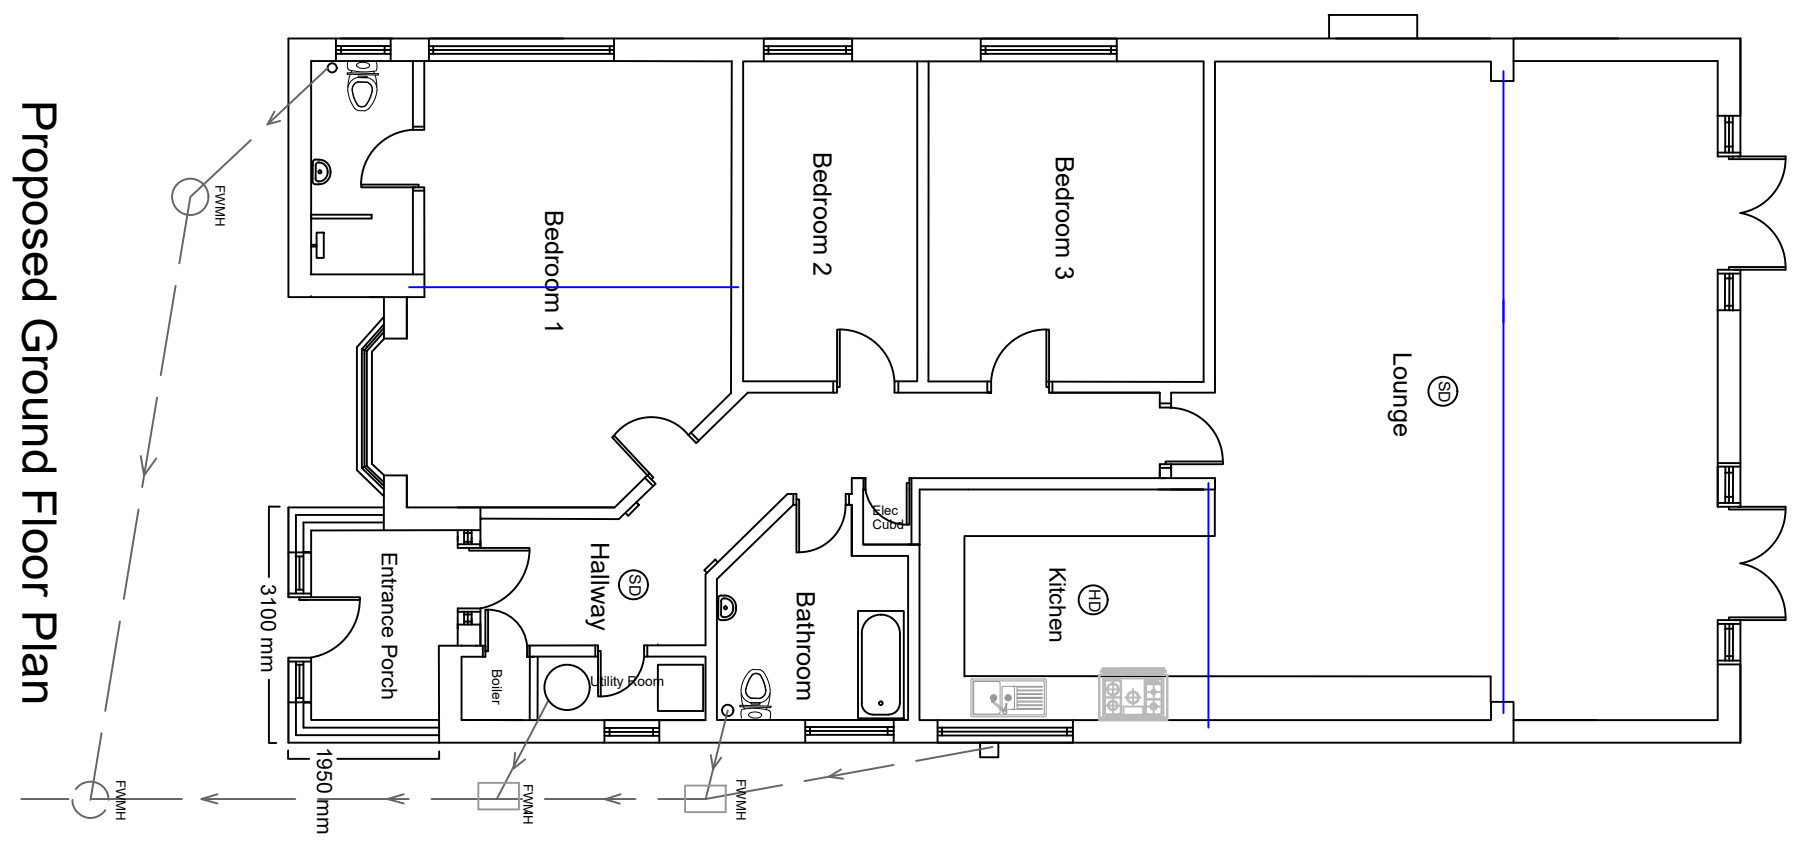 Proposed Ground Floor Plan
FWMH
Bedroom 1
Bedroom 2
Bedroom 3
Lounge
SD
Elec
Cubd
Kitchen
HD
Hallway
SD
Bathroom
Entrance Porch
Boiler
Utility Room
3100 mm
1950 mm
FWMH
FWMH
FWMH